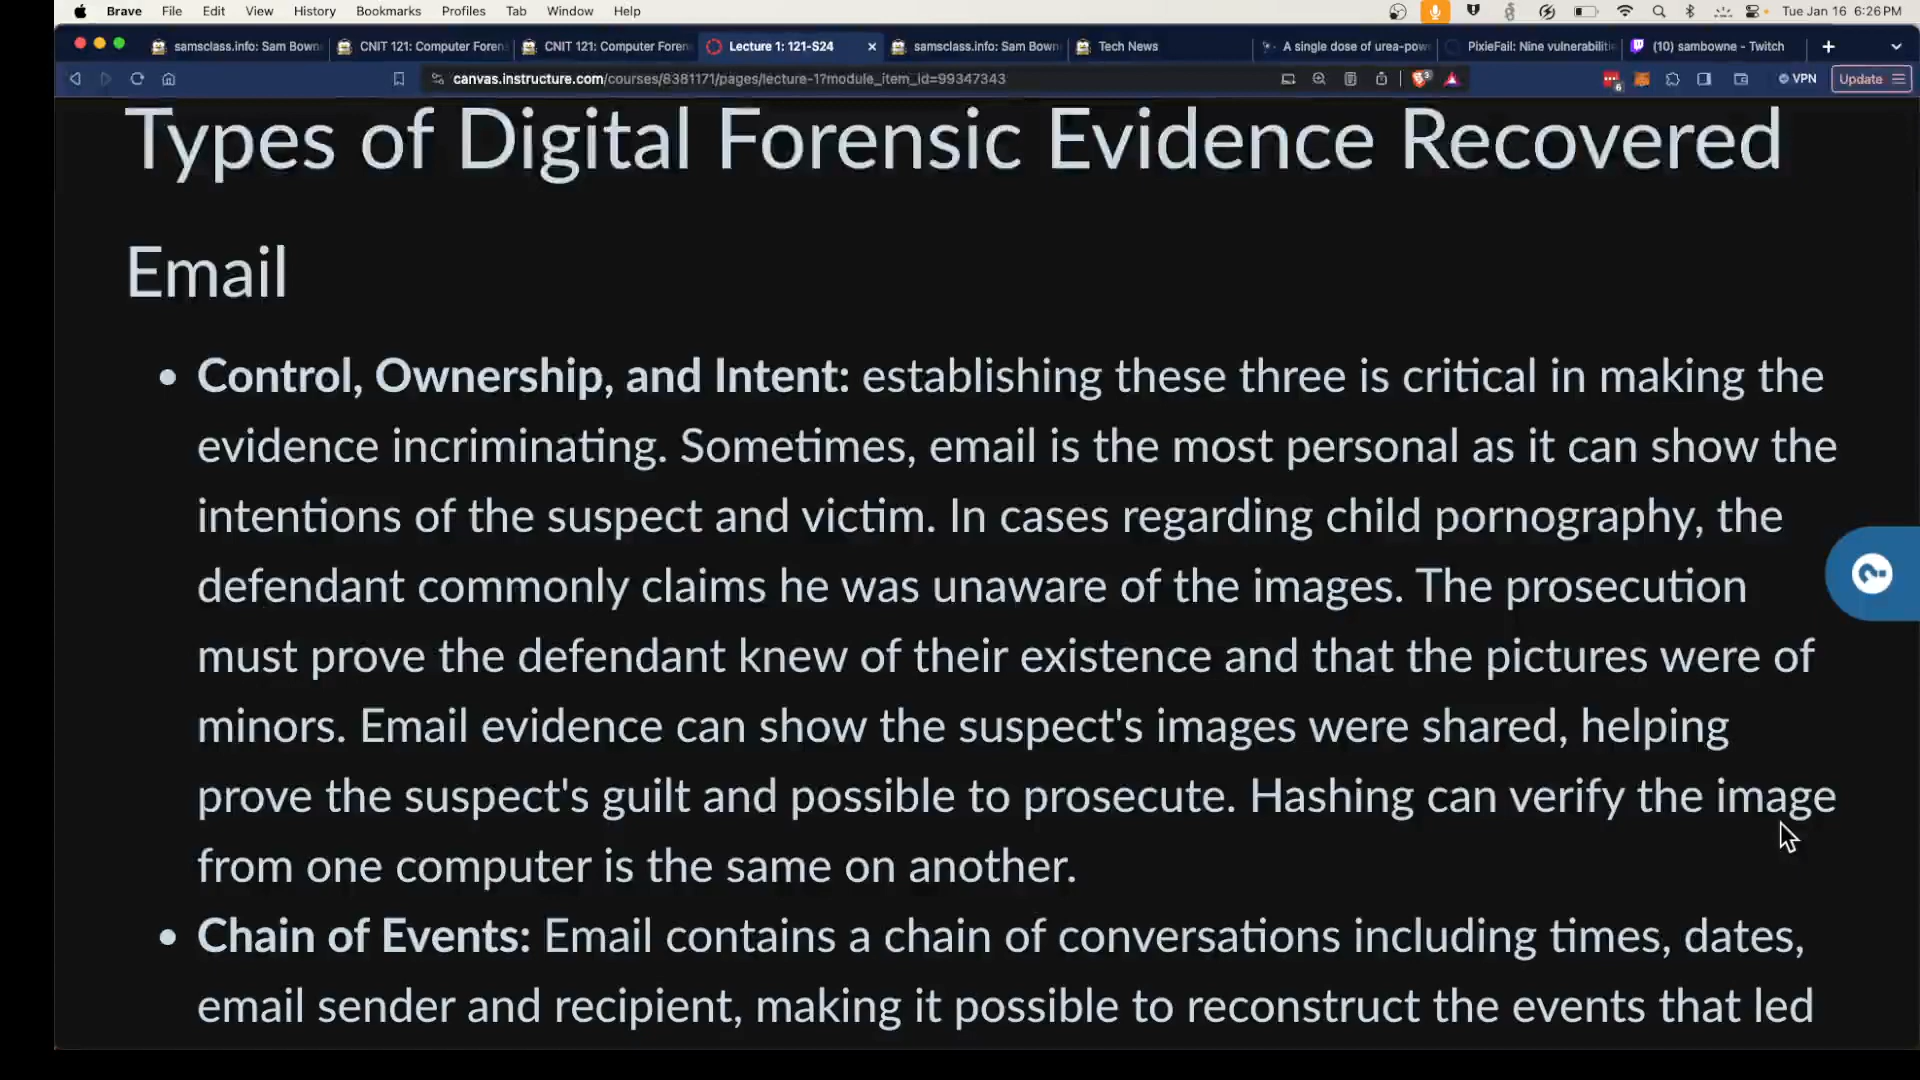 Brave File Edit View History Bookmarks Profiles Tab Window Help Tue Jan 16 6:26 PM
samsclass.info: Sam Bown CNIT 121: Computer Foren CNIT 121: Computer Foren Lecture 1: 121-S24 samsclass.info: Sam Bown Tech News A single dose of urea-pow PixieFail: Nine vulnerabiliti (10) sambowne - Twitch
canvas.instructure.com/courses/8381171/pages/lecture-1?module_item_id=99347343 3 6 VPN Update
Types of Digital Forensic Evidence Recovered
Email
• Control, Ownership, and Intent: establishing these three is critical in making the
evidence incriminating. Sometimes, email is the most personal as it can show the
intentions of the suspect and victim. In cases regarding child pornography, the
defendant commonly claims he was unaware of the images. The prosecution
must prove the defendant knew of their existence and that the pictures were of
minors. Email evidence can show the suspect's images were shared, helping
prove the suspect's guilt and possible to prosecute. Hashing can verify the image
from one computer is the same on another.
• Chain of Events: Email contains a chain of conversations including times, dates,
email sender and recipient, making it possible to reconstruct the events that led